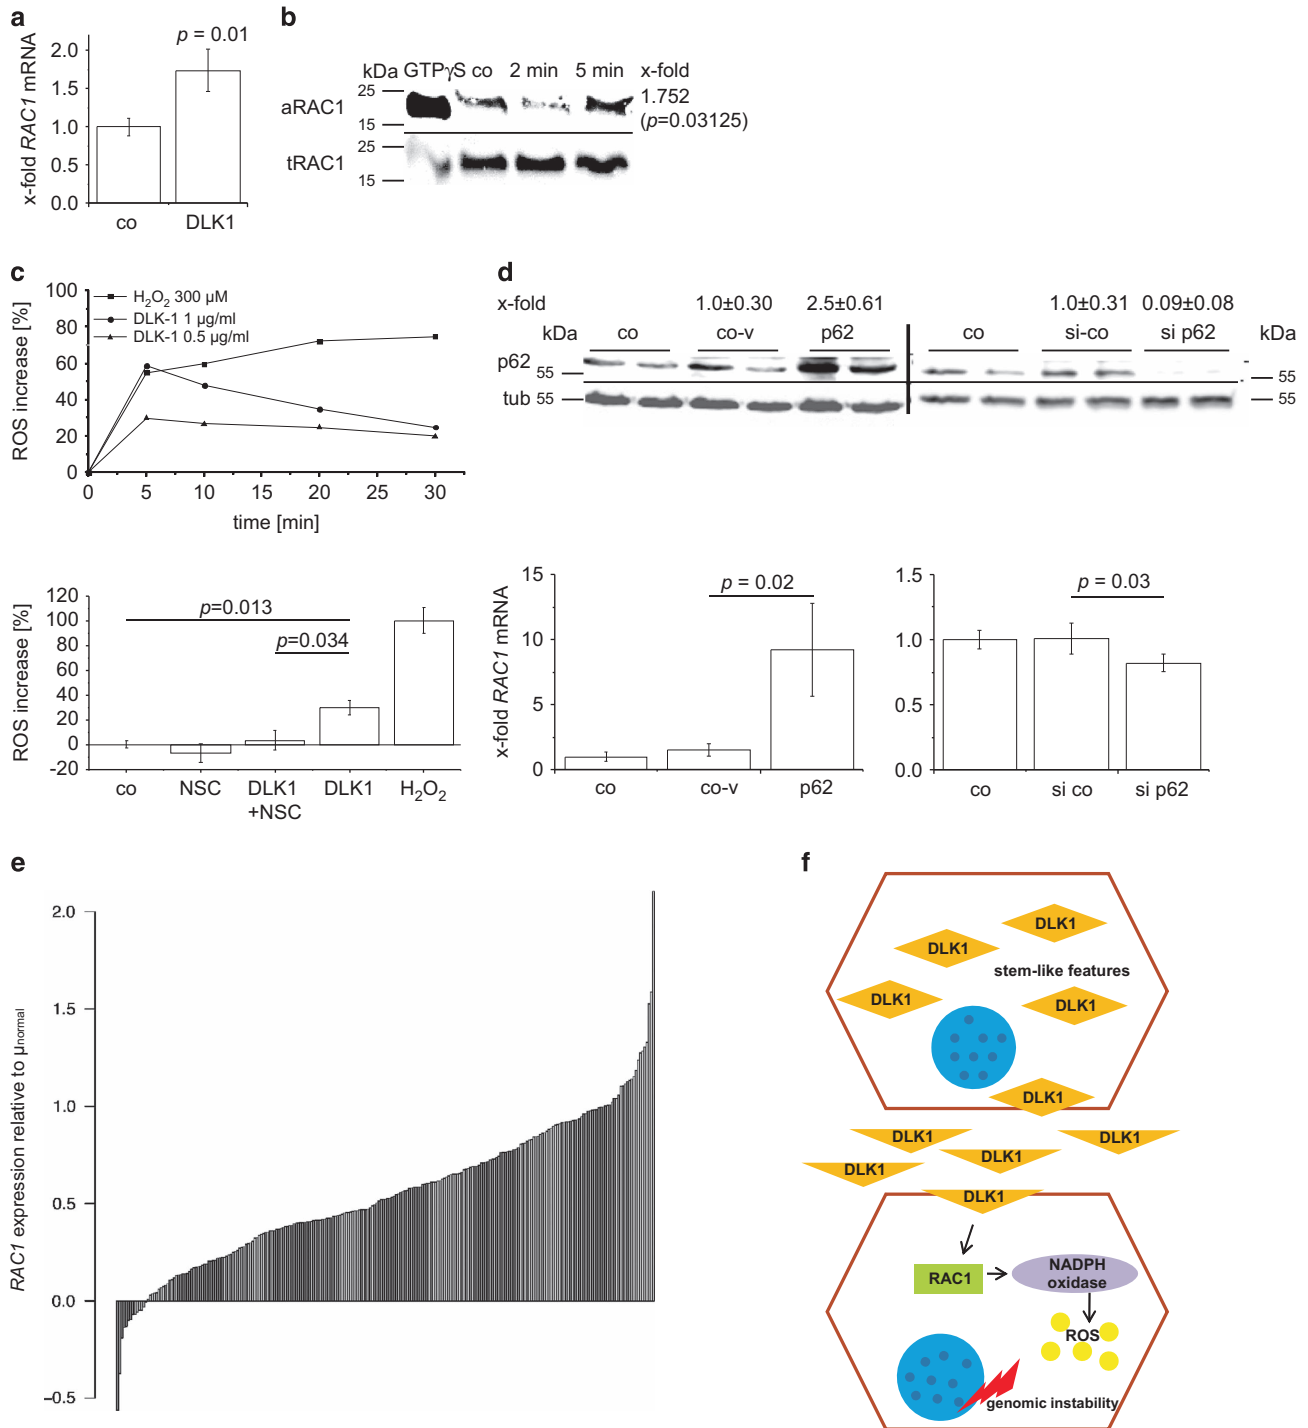 a
x-fold RAC1 mRNA
2.0
1.5
1.0
0.5
0.0
p = 0.01
co
DLK1
b
kDa GTPγS co 2 min 5 min x-fold
aRAC1
25
15
1.752
(p=0.03125)
tRAC1
25
15
c
ROS increase [%]
100
80
60
40
20
0
H2O2 300 µM
DLK-1 1 µg/ml
DLK-1 0.5 µg/ml
0 5 10 15 20 25 30
time [min]
ROS increase [%]
120
100
80
60
40
20
0
-20
p=0.013
p=0.034
co NSC DLK1 DLK1 H2O2
+NSC
d
x-fold 1.0±0.30 2.5±0.61 1.0±0.31 0.09±0.08
kDa co co-v p62 co si-co si p62 kDa
p62
55
55
tub 55
55
x-fold RAC1 mRNA
15
10
5
0
p = 0.02
co co-v p62
1.5
1.0
0.5
0.0
p = 0.03
co si co si p62
e
RAC1 expression relative to µnormal
2.0
1.5
1.0
0.5
0.0
–0.5
f
DLK1
DLK1
stem-like features
DLK1
DLK1
DLK1
DLK1
DLK1
DLK1
DLK1
DLK1
RAC1
NADPH
oxidase
ROS
genomic instability